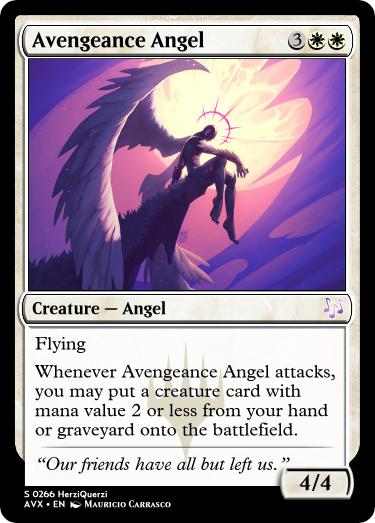 Avengeance Angel 3
Creature — Angel
Flying
Whenever Avengeance Angel attacks,
you may put a creature card with
mana value 2 or less from your hand
or graveyard onto the battlefield.
“Our friends have all but left us.”
4/4
S 0266 HerziQuerzi
AVX • EN Mauricio Carrasco